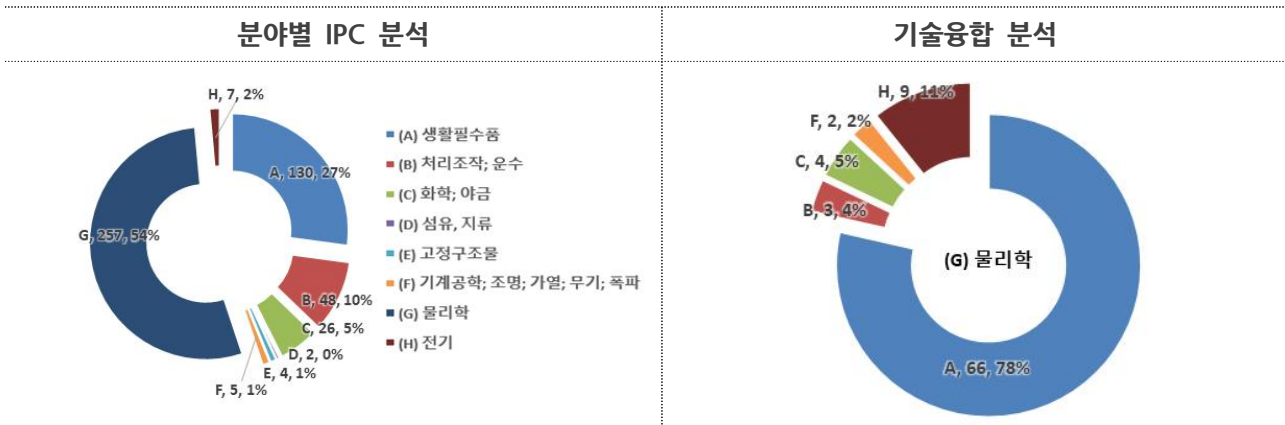 분야별 IPC 분석
H, 7, 2%
A, 130, 27%
G, 257, 54%
B, 48, 10%
C, 26, 5%
D, 2, 0%
E, 4, 1%
F, 5, 1%
(A) 생활필수품
(B) 처리조작; 운수
(C) 화학; 야금
(D) 섬유, 지류
(E) 고정구조물
(F) 기계공학; 조명; 가열; 무기; 폭파
(G) 물리학
(H) 전기
기술융합 분석
H, 9, 11%
F, 2, 2%
C, 4, 5%
B, 3, 4%
(G) 물리학
A, 66, 78%